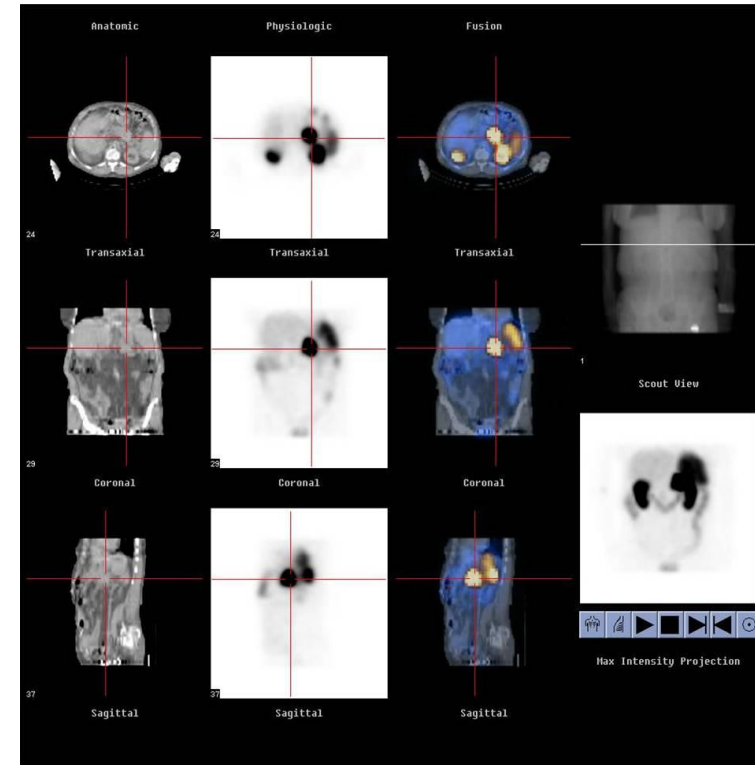 Anatomic Physiologic Fusion
24 24
Transaxial Transaxial Transaxial
1
Scout View
29 29
Coronal Coronal Coronal
Max Intensity Projection
37 37
Sagittal Sagittal Sagittal